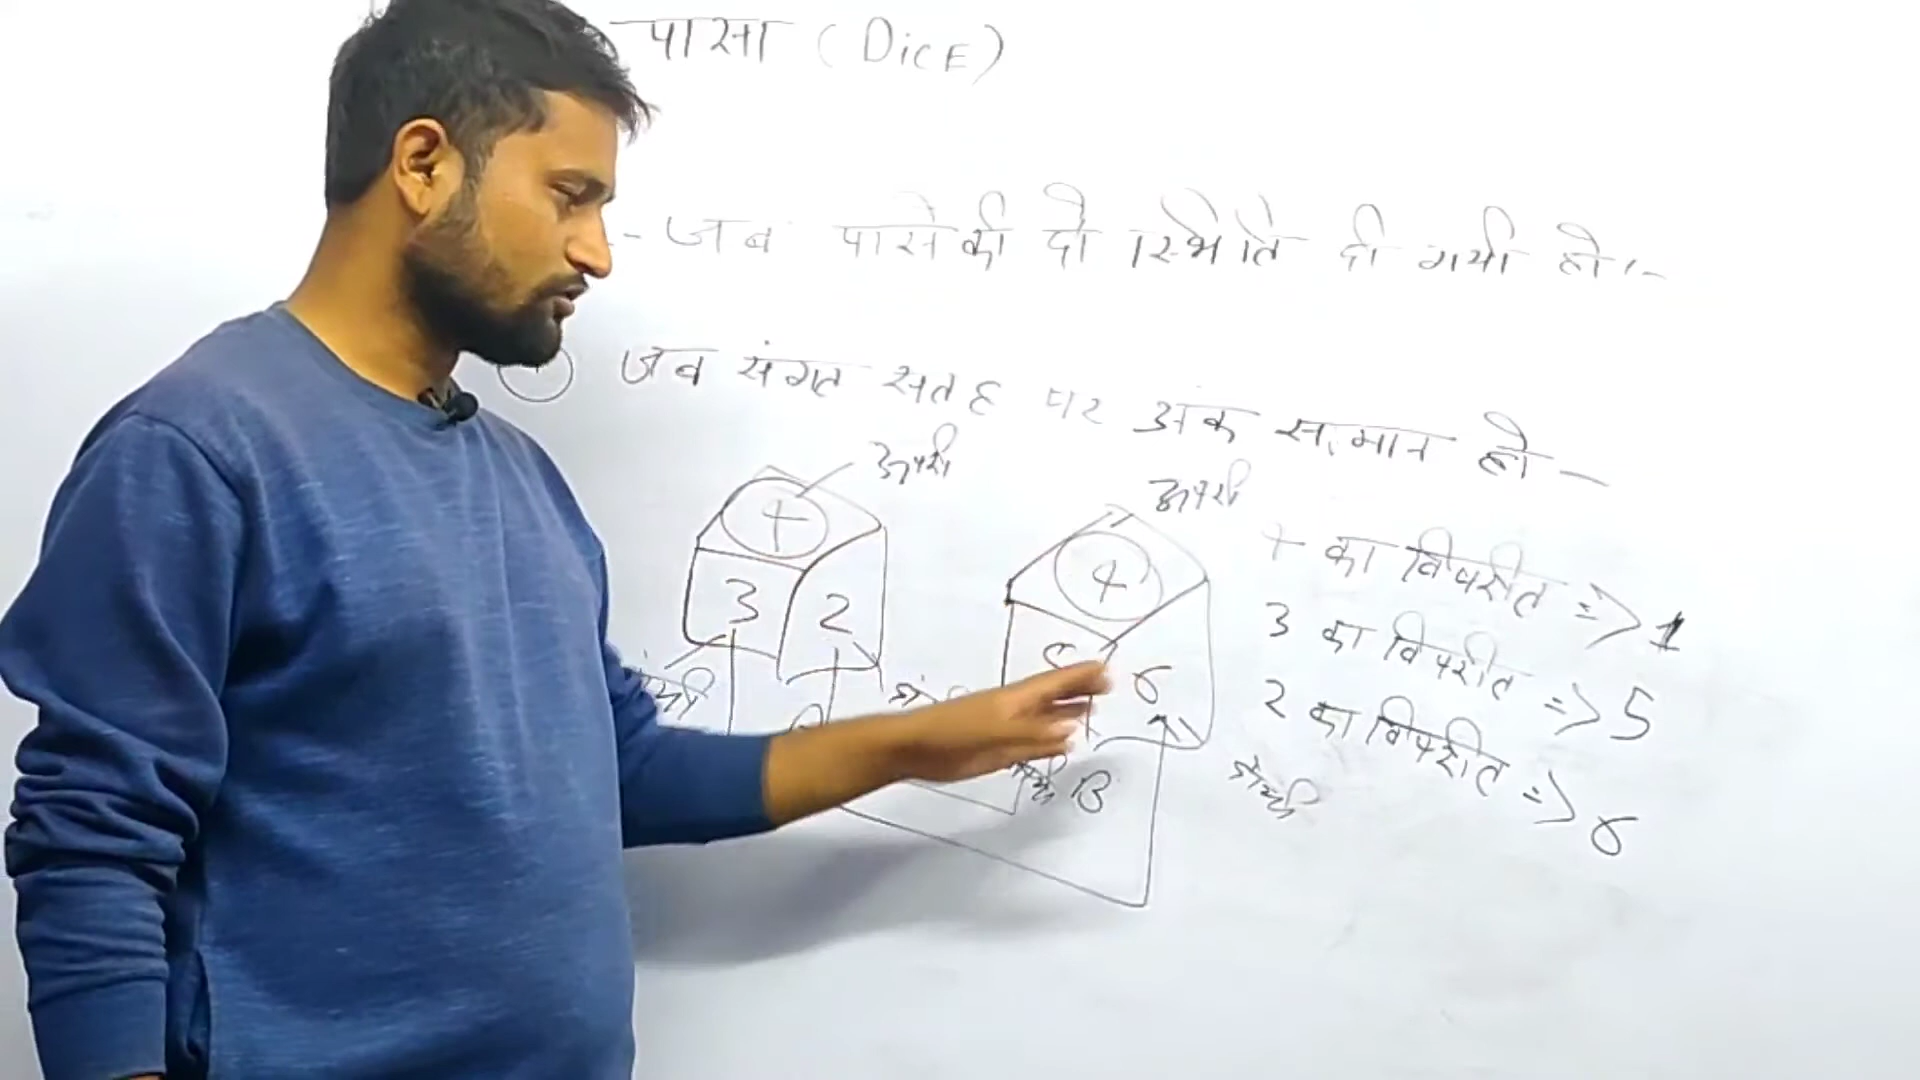 पासा (DICE)
जब पासे की दो स्थिति दी गयी हो :-
1 जब संगत सतह पर अंक समान हो -
ऊपरी
ऊपरी
4
4
3 2
6
4 का विपरीत => 1
3 का विपरीत => 5
2 का विपरीत => 6
B